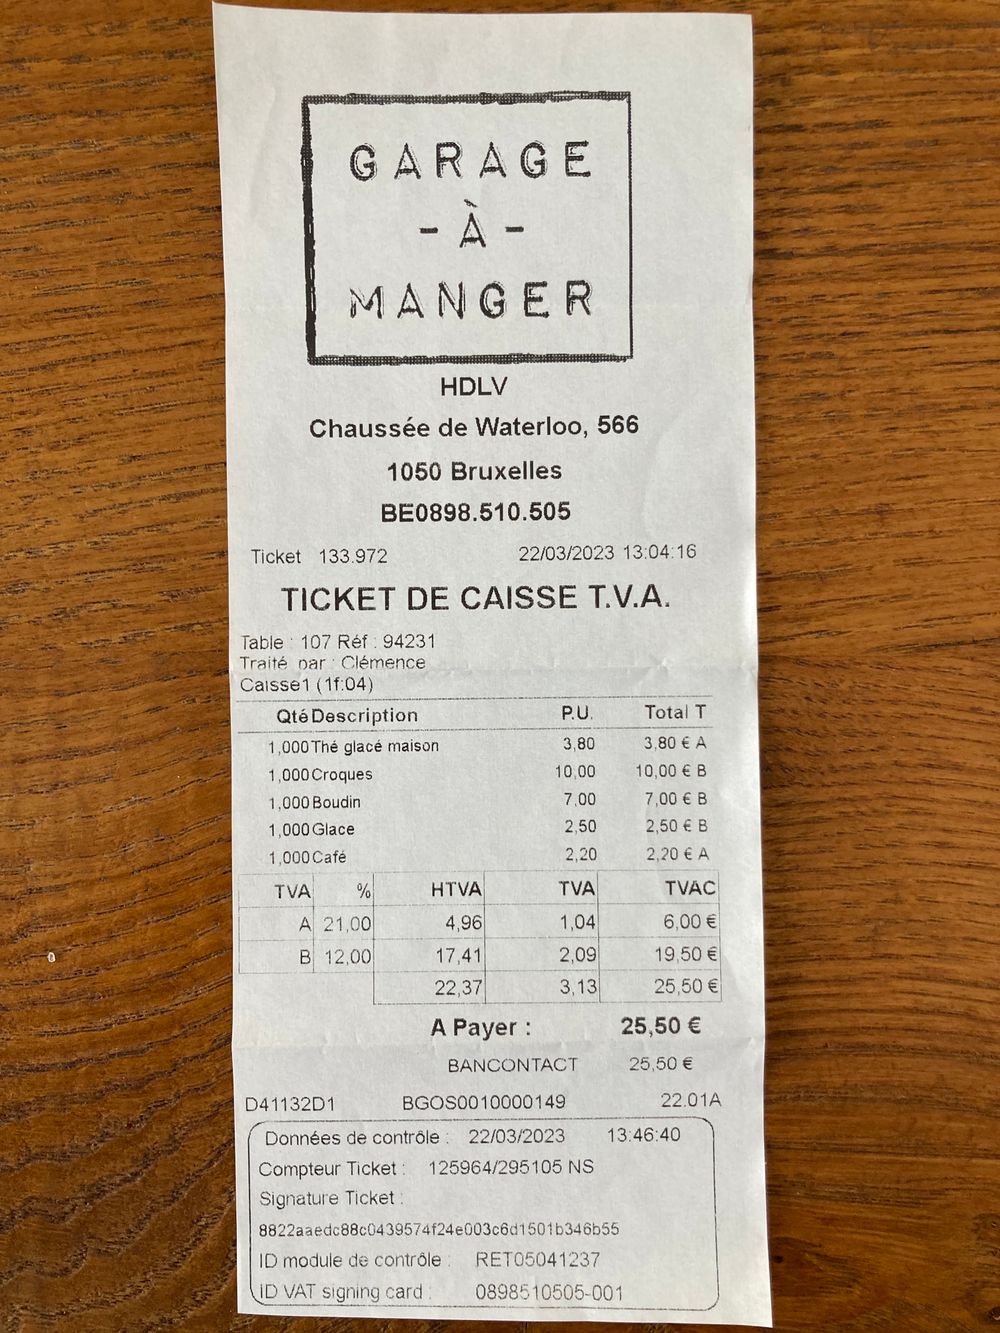 GARAGE
- À -
MANGER
HDLV
Chaussée de Waterloo, 566
1050 Bruxelles
BE0898.510.505
Ticket 133.972 22/03/2023 13:04:16
TICKET DE CAISSE T.V.A.
Table : 107 Réf : 94231
Traité par : Clémence
Caisse1 (1f:04)
Qté Description P.U. Total T
1,000 Thé glacé maison 3,80 3,80 € A
1,000 Croques 10,00 10,00 € B
1,000 Boudin 7,00 7,00 € B
1,000 Glace 2,50 2,50 € B
1,000 Café 2,20 2,20 € A
TVA % HTVA TVA TVAC
A 21,00 4,96 1,04 6,00 €
B 12,00 17,41 2,09 19,50 €
22,37 3,13 25,50 €
A Payer : 25,50 €
BANCONTACT 25,50 €
D41132D1 BGOS0010000149 22.01A
Données de contrôle : 22/03/2023 13:46:40
Compteur Ticket : 125964/295105 NS
Signature Ticket :
8822aaedc88c0439574f24e003c6d1501b346b55
ID module de contrôle : RET05041237
ID VAT signing card : 0898510505-001